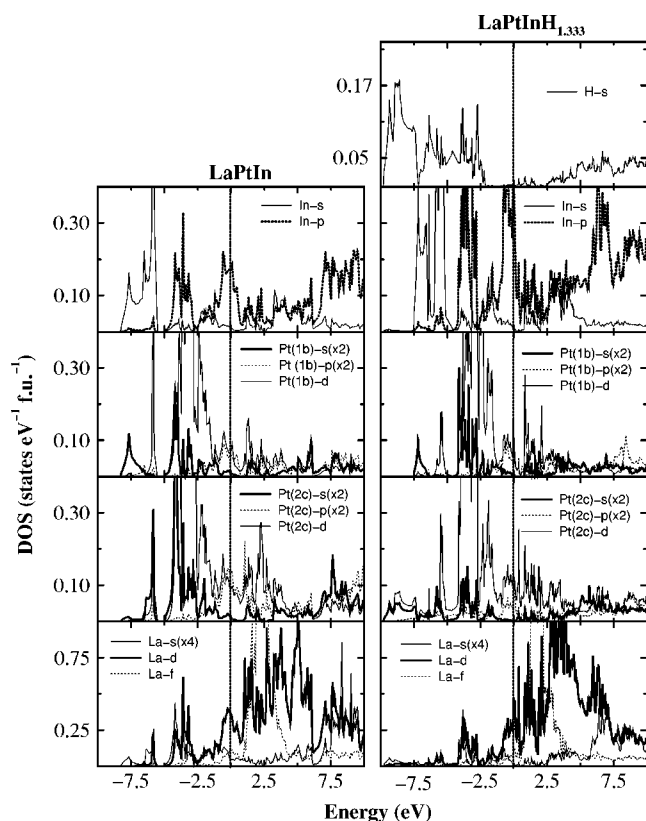 LaPtInH1.333
0.17
0.05
H-s
LaPtIn
0.40
0.10
In-s
In-p
In-s
In-p
0.30
0.10
Pt(1b)-s(x2)
Pt (1b)-p(x2)
Pt(1b)-d
Pt(1b)-s(x2)
Pt(1b)-p(x2)
Pt(1b)-d
0.30
0.10
Pt(2c)-s(x2)
Pt(2c)-p(x2)
Pt(2c)-d
Pt(2c)-s(x2)
Pt(2c)-p(x2)
Pt(2c)-d
0.75
0.25
La-s(x4)
La-d
La-f
La-s(x4)
La-d
La-f
−7.5 −2.5 2.5 7.5 −7.5 −2.5 2.5 7.5
Energy (eV)
DOS (states eV⁻¹ f.u.⁻¹)